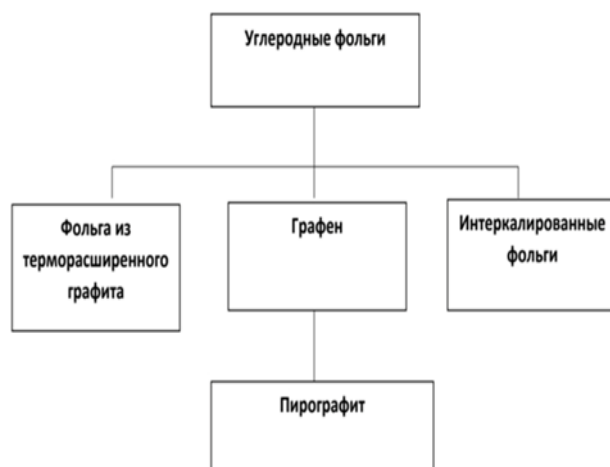 Углеродные фольги
Фольга из
терморасширенного
графита
Графен
Интеркалированные
фольги
Пирографит